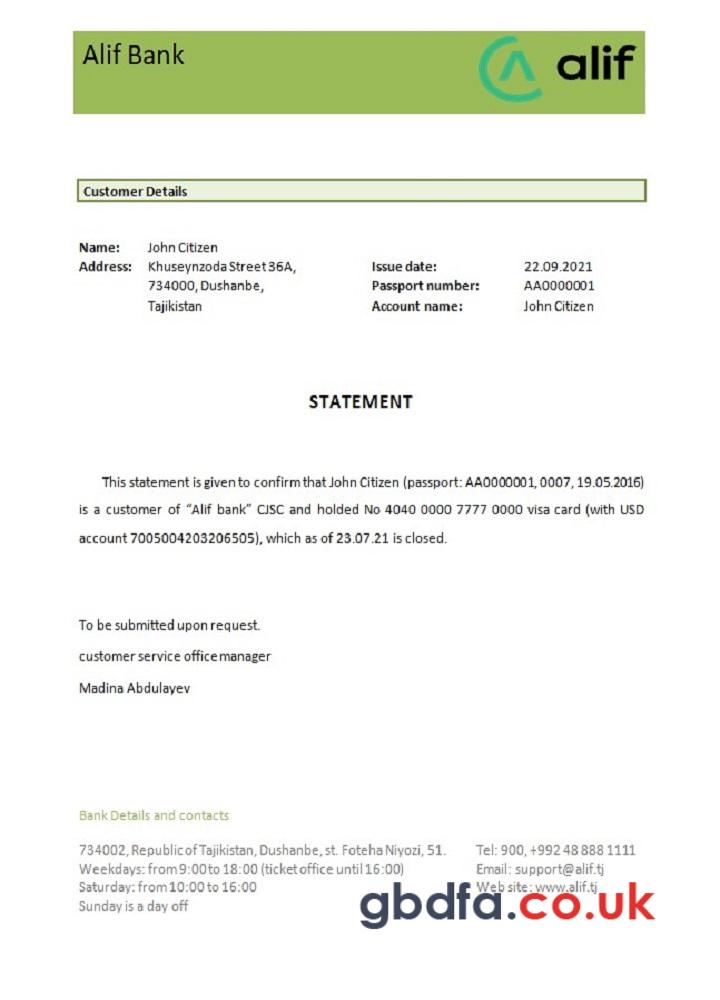 Alif Bank
alif
Customer Details
Name: John Citizen
Address: Khuseynzoda Street 36A, Issue date: 22.09.2021
734000, Dushanbe, Passport number: AA0000001
Tajikistan Account name: John Citizen
STATEMENT
This statement is given to confirm that John Citizen (passport: AA0000001, 0007, 19.05.2016)
is a customer of “Alif bank” CJSC and holded No 4040 0000 7777 0000 visa card (with USD
account 7005004203206505), which as of 23.07.21 is closed.
To be submitted upon request.
customer service office manager
Madina Abdulayev
Bank Details and contacts
734002, Republic of Tajikistan, Dushanbe, st. Foteha Niyozi, 51. Tel: 900, +992 48 888 1111
Weekdays: from 9:00 to 18:00 (ticket office until 16:00) Email: support@alif.tj
Saturday: from 10:00 to 16:00 Web site: www.alif.tj
Sunday is a day off
gbdfa.co.uk